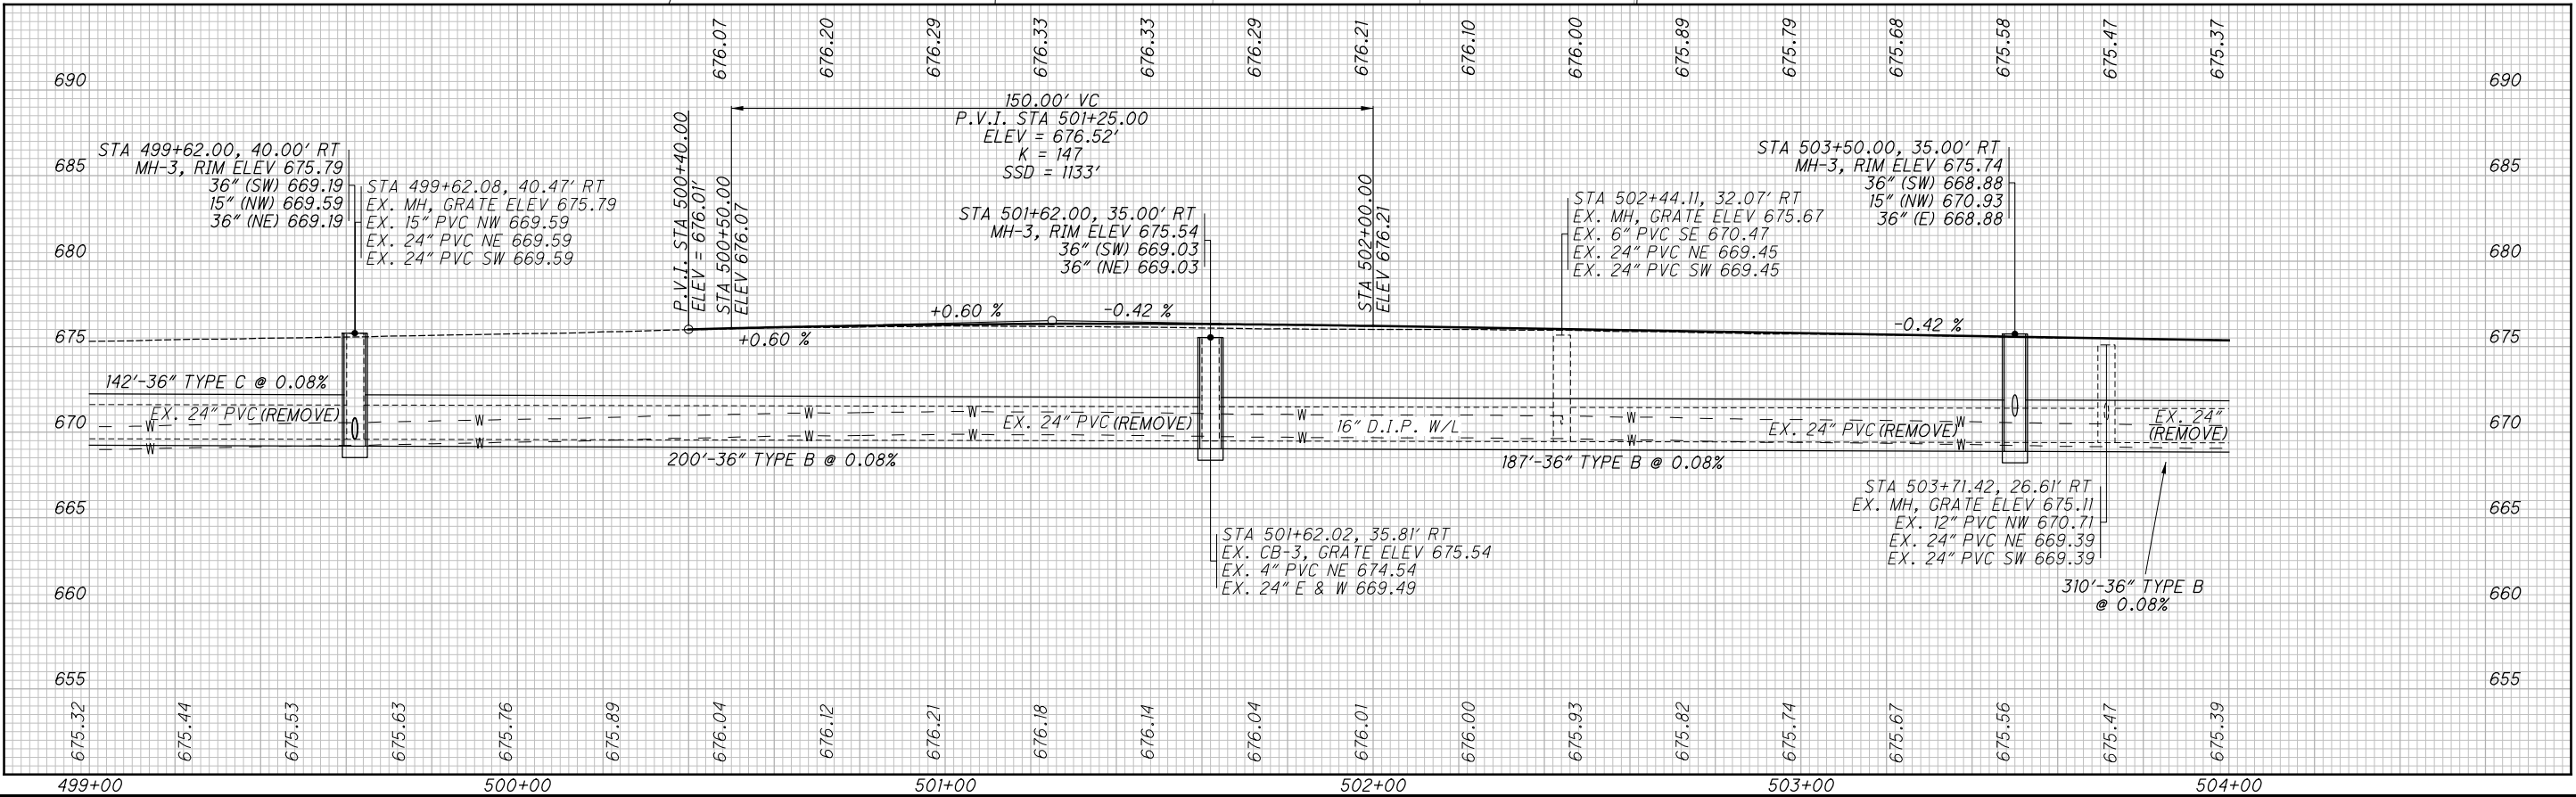 676.07
676.20
676.29
676.33
676.33
676.29
676.21
676.10
676.00
675.89
675.79
675.68
675.58
675.47
675.37
690
690
685
685
680
680
675
675
670
670
665
665
660
660
655
655
STA 499+62.00, 40.00' RT
MH-3, RIM ELEV 675.79
36" (SW) 669.19
15" (NW) 669.59
36" (NE) 669.19
STA 499+62.08, 40.47' RT
EX. MH, GRATE ELEV 675.79
EX. 15" PVC NW 669.59
EX. 24" PVC NE 669.59
EX. 24" PVC SW 669.59
P.V.I. STA 500+40.00
ELEV = 676.01'
STA 500+50.00
ELEV 676.07
150.00' VC
P.V.I. STA 501+25.00
ELEV = 676.52'
K = 147
SSD = 1133'
STA 501+62.00, 35.00' RT
MH-3, RIM ELEV 675.54
36" (SW) 669.03
36" (NE) 669.03
STA 502+00.00
ELEV 676.21
STA 502+44.11, 32.07' RT
EX. MH, GRATE ELEV 675.67
EX. 6" PVC SE 670.47
EX. 24" PVC NE 669.45
EX. 24" PVC SW 669.45
STA 503+50.00, 35.00' RT
MH-3, RIM ELEV 675.74
36" (SW) 668.88
15" (NW) 670.93
36" (E) 668.88
+0.60 %
+0.60 %
-0.42 %
-0.42 %
142'-36" TYPE C @ 0.08%
EX. 24" PVC (REMOVE)
W
W
W
W
W
W
W
W
W
W
W
W
W
W
EX. 24" PVC (REMOVE)
16" D.I.P. W/L
EX. 24" PVC (REMOVE)
EX. 24"
(REMOVE)
200'-36" TYPE B @ 0.08%
187'-36" TYPE B @ 0.08%
STA 501+62.02, 35.81' RT
EX. CB-3, GRATE ELEV 675.54
EX. 4" PVC NE 674.54
EX. 24" E & W 669.49
STA 503+71.42, 26.61' RT
EX. MH, GRATE ELEV 675.11
EX. 12" PVC NW 670.71
EX. 24" PVC NE 669.39
EX. 24" PVC SW 669.39
310'-36" TYPE B
@ 0.08%
675.32
675.44
675.53
675.63
675.76
675.89
676.04
676.12
676.21
676.18
676.14
676.04
676.01
676.00
675.93
675.82
675.74
675.67
675.56
675.47
675.39
499+00
500+00
501+00
502+00
503+00
504+00